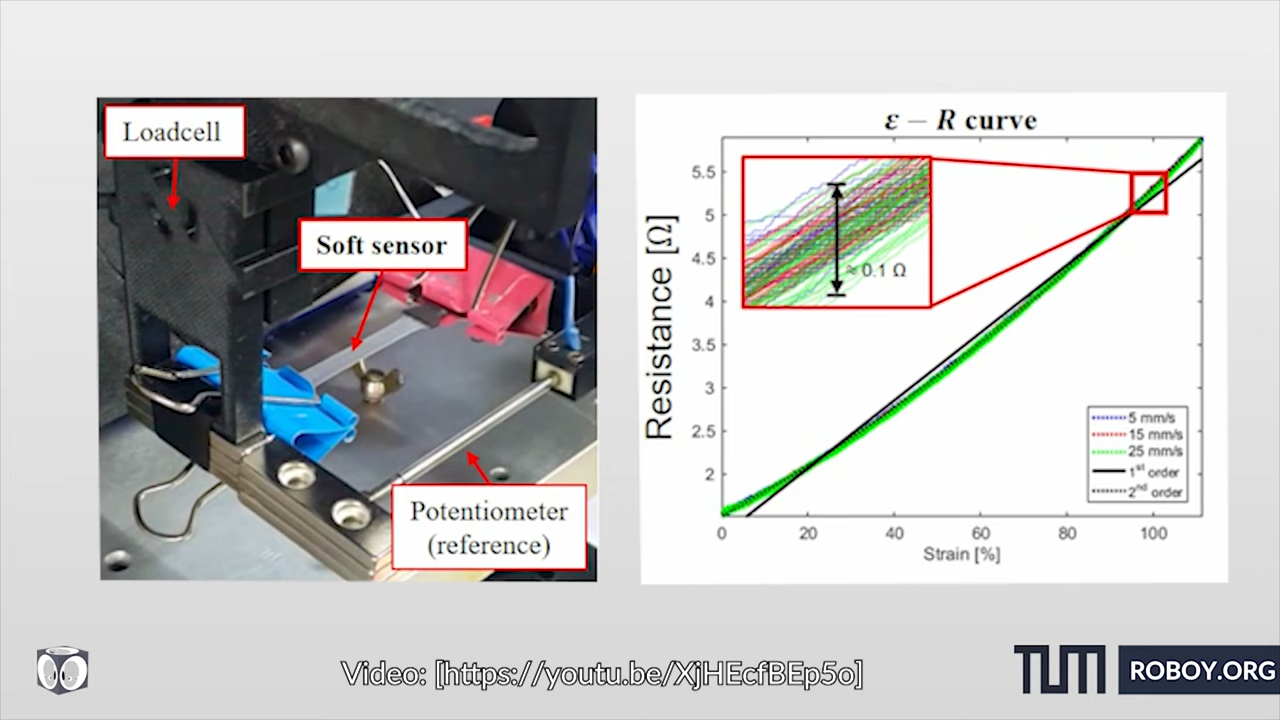 Loadcell
Soft sensor
Potentiometer
(reference)
ε – R curve
Resistance [Ω]
5.5
5
4.5
4
3.5
3
2.5
2
≈ 0.1 Ω
5 mm/s
15 mm/s
25 mm/s
1st order
2nd order
0 20 40 60 80 100
Strain [%]
Video: [https://youtu.be/XjHEcfBEp5o]
TUM
ROBOY.ORG